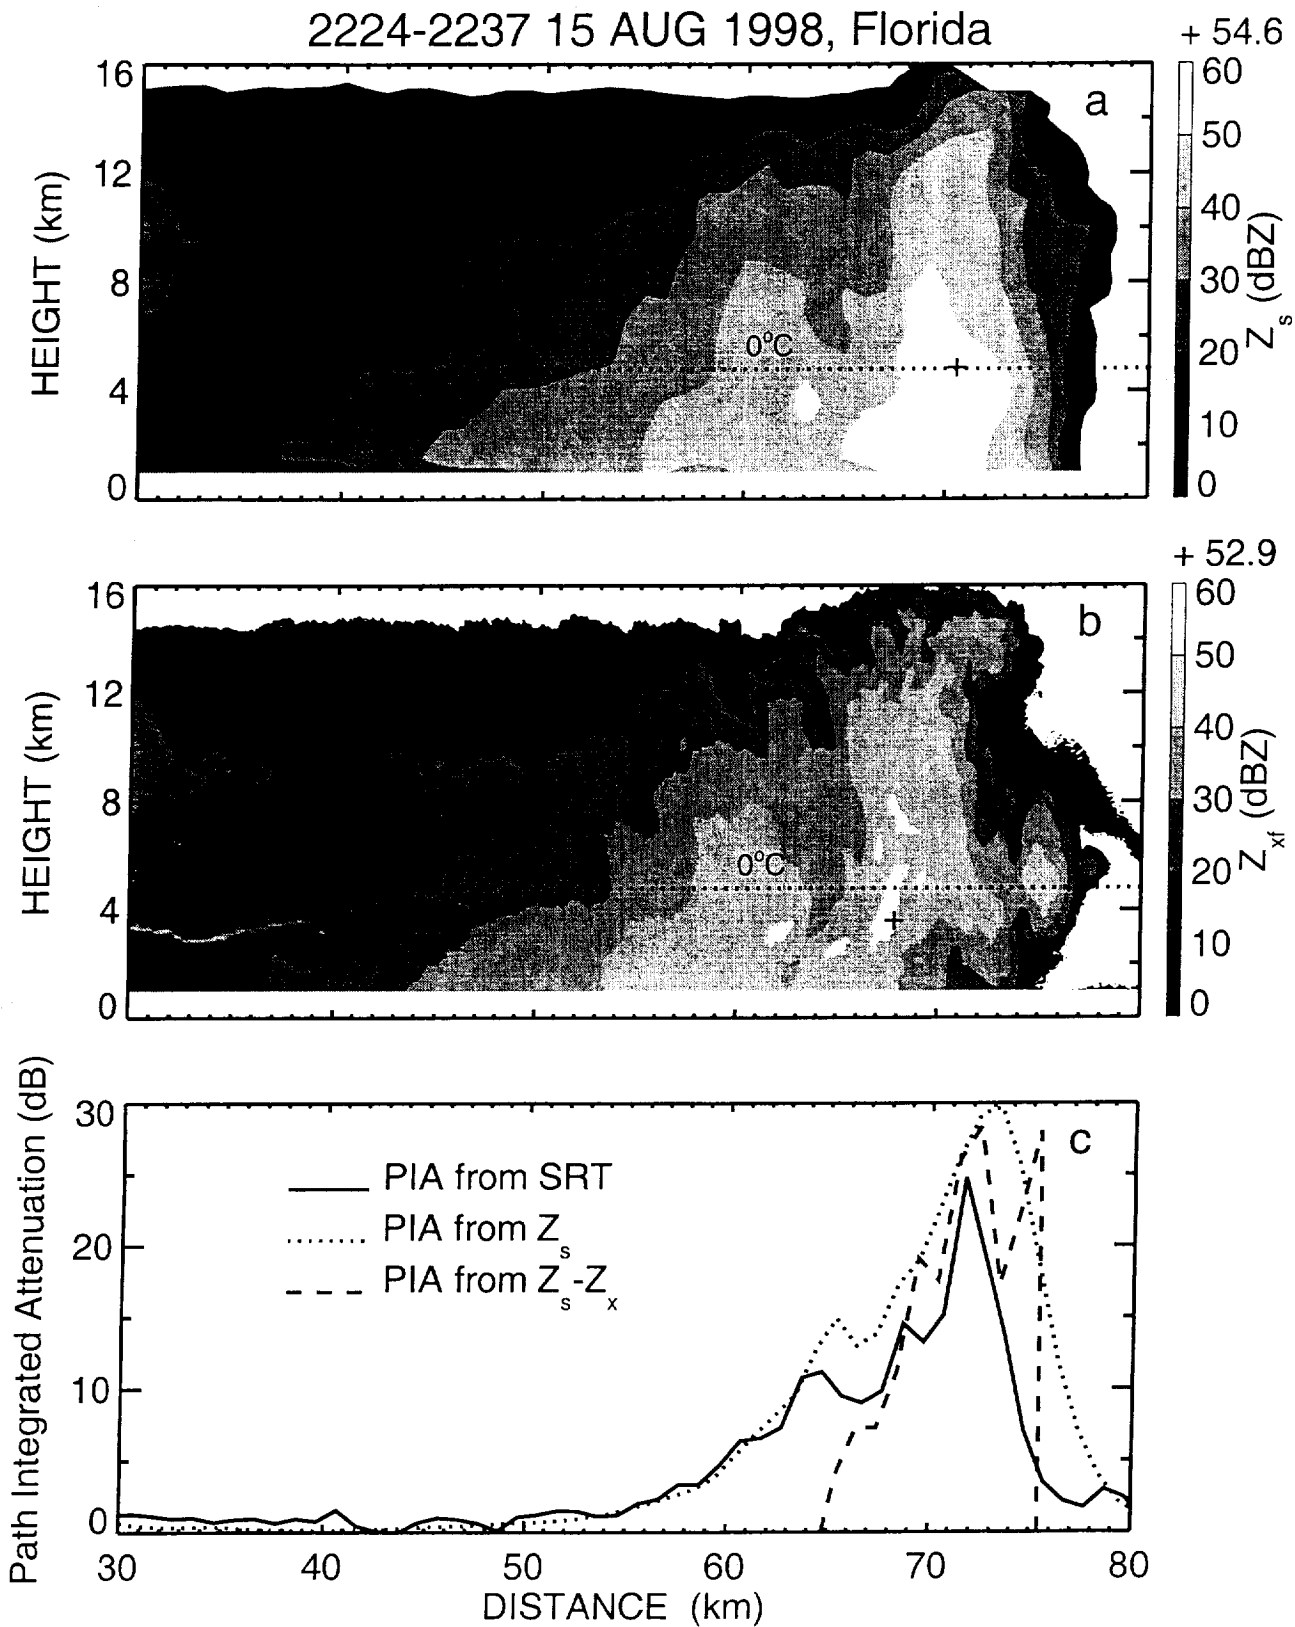 2224-2237 15 AUG 1998, Florida
+ 54.6
a
16
12
8
4
0
HEIGHT (km)
0°C
60
50
40
30
20
10
0
Z_s (dBZ)
+ 52.9
b
16
12
8
4
0
HEIGHT (km)
0°C
60
50
40
30
20
10
0
Z_xf (dBZ)
c
30
20
10
0
Path Integrated Attenuation (dB)
PIA from SRT
PIA from Z_s
PIA from Z_s-Z_x
30 40 50 60 70 80
DISTANCE (km)